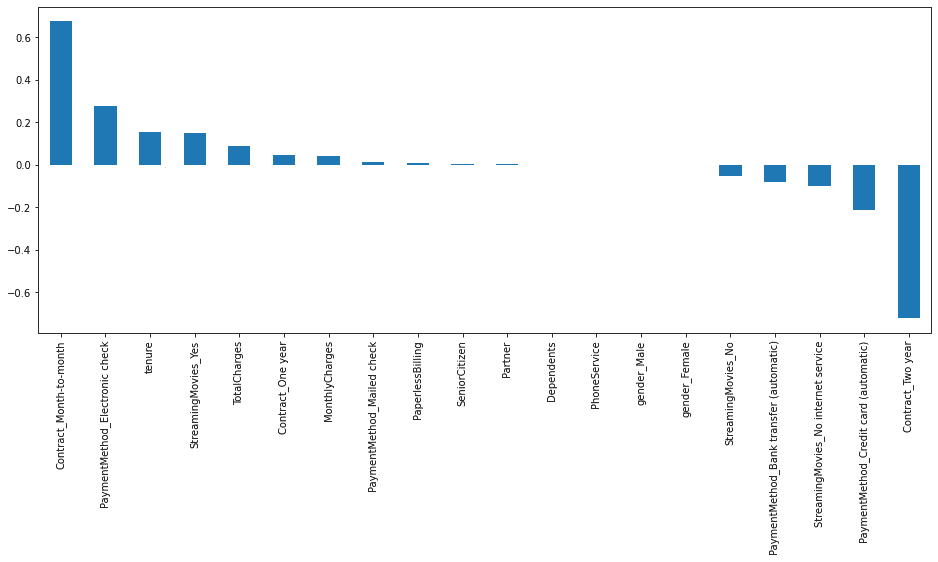 0.6
0.4
0.2
0.0
−0.2
−0.4
−0.6
Contract_Month-to-month
PaymentMethod_Electronic check
tenure
StreamingMovies_Yes
TotalCharges
Contract_One year
MonthlyCharges
PaymentMethod_Mailed check
PaperlessBilling
SeniorCitizen
Partner
Dependents
PhoneService
gender_Male
gender_Female
StreamingMovies_No
PaymentMethod_Bank transfer (automatic)
StreamingMovies_No internet service
PaymentMethod_Credit card (automatic)
Contract_Two year